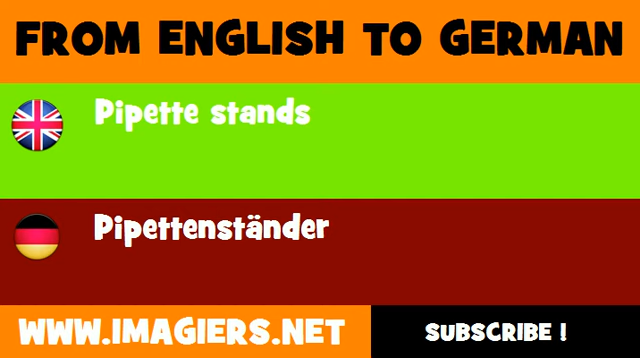 FROM ENGLISH TO GERMAN
Pipette stands
Pipettenständer
WWW.IMAGIERS.NET
SUBSCRIBE !